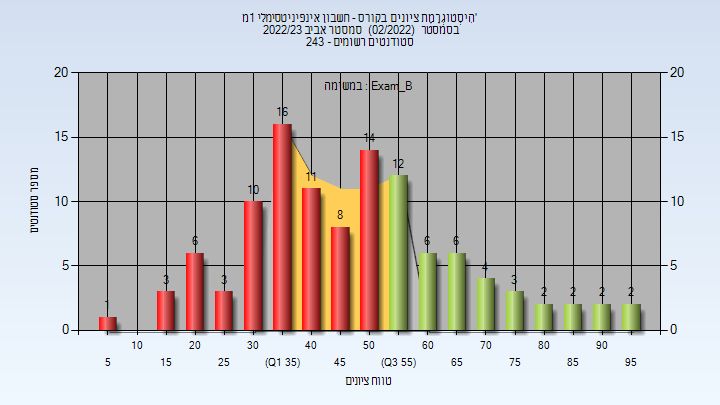 היסטוגרמת ציונים בקורס - חשבון אינפיניטסימלי 1מ'
בסמסטר (02/2022) סמסטר אביב 2022/23
סטודנטים רשומים - 243
במשימה : Exam_B
20 20
15 15
10 10
5 5
0 0
מספר סטודנטים
1 3 6 3 10 16 11 8 14 12 6 6 4 3 2 2 2 2
10 20 30 40 50 60 70 80 90
5 15 25 (Q1 35) 45 (Q3 55) 65 75 85 95
טווח ציונים